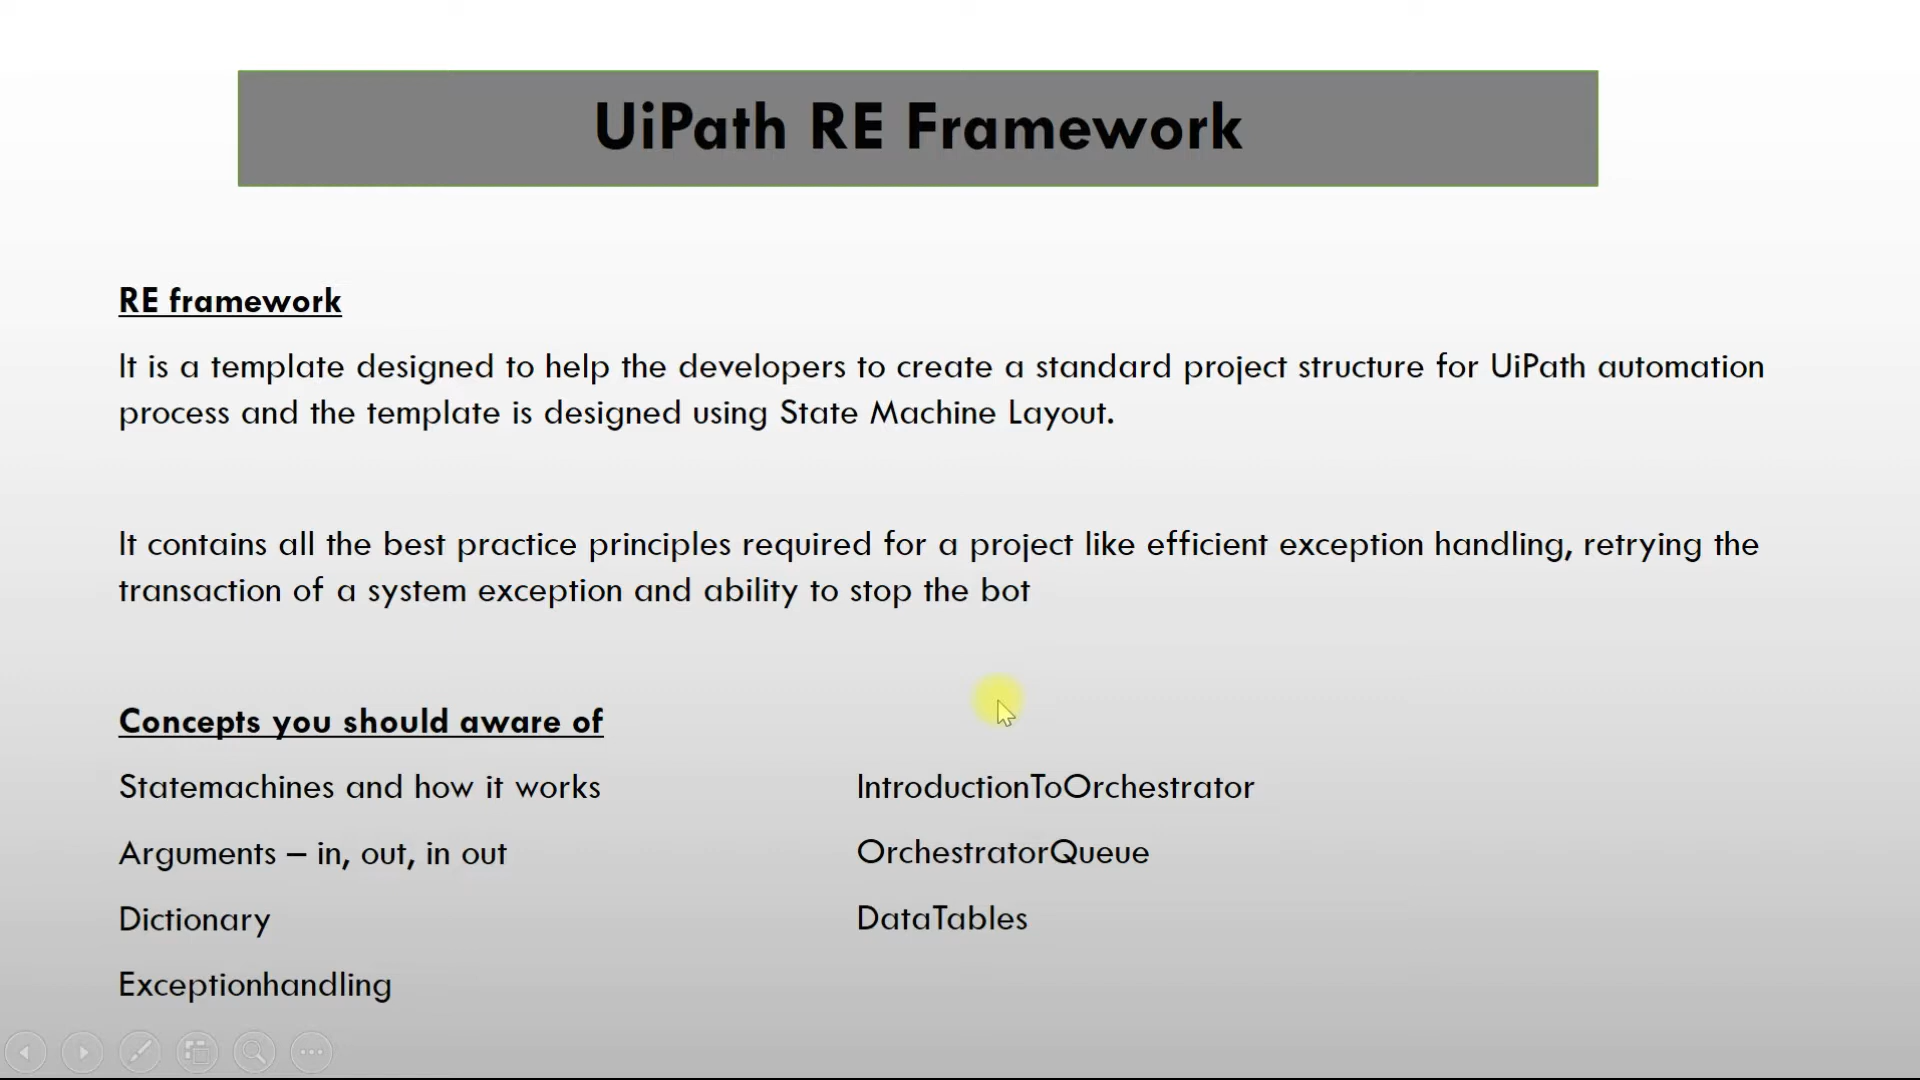 UiPath RE Framework
RE framework
It is a template designed to help the developers to create a standard project structure for UiPath automation
process and the template is designed using State Machine Layout.
It contains all the best practice principles required for a project like efficient exception handling, retrying the
transaction of a system exception and ability to stop the bot
Concepts you should aware of
Statemachines and how it works
Arguments – in, out, in out
Dictionary
Exceptionhandling
IntroductionToOrchestrator
OrchestratorQueue
DataTables